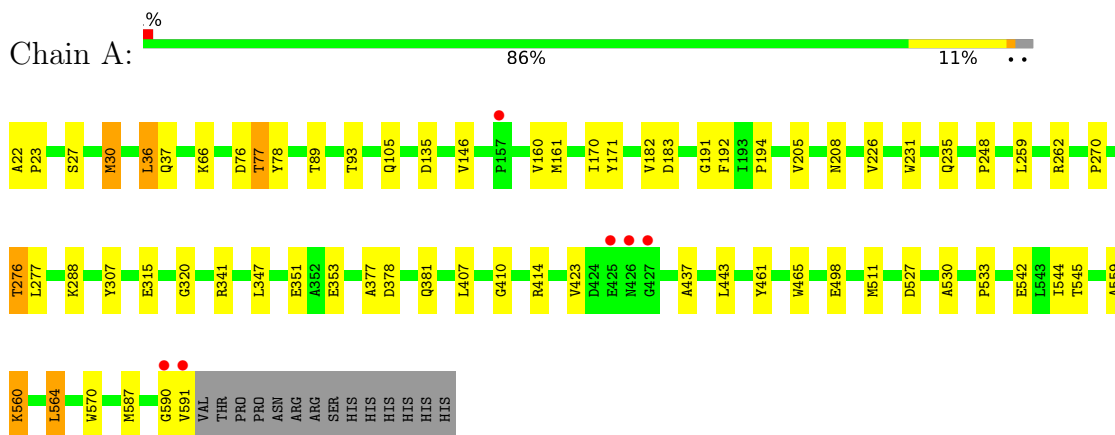 .%
Chain A:
86% 11% • •
A22 P23 S27 M30 L36 Q37 K66 D76 T77 Y78 T89 T93 Q105 D135 V146 P157 V160 M161 I170 Y171 V182 D183 G191 F192 I193 P194 V205 N208 V226 W231 Q235 P248 L259 R262 P270
T276 L277 K288 Y307 E315 G320 R341 L347 E351 A352 E353 A377 D378 Q381 L407 G410 R414 V423 D424 E425 N426 G427 A437 L443 Y461 W465 E498 M511 D527 A530 P533 E542 L543 I544 T545 A559
K560 L564 W570 M587 G590 V591 VAL THR PRO PRO ASN ARG ARG SER HIS HIS HIS HIS HIS HIS